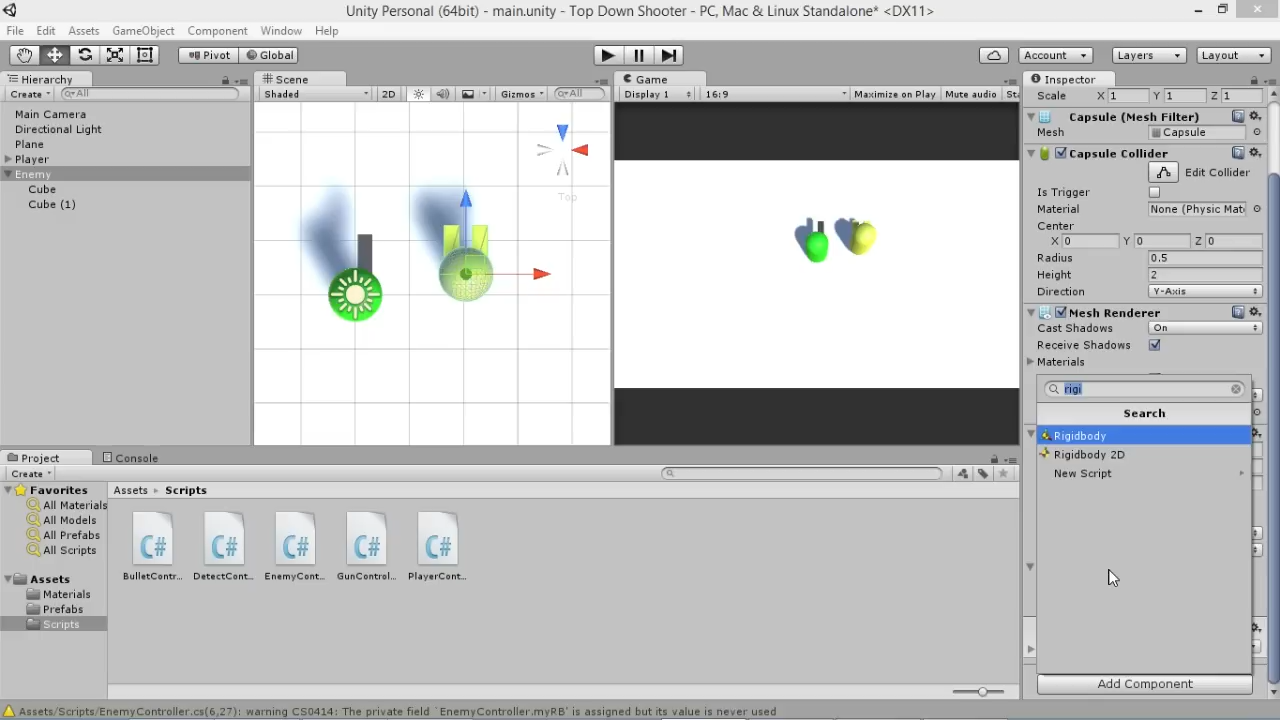 Unity Personal (64bit) - main.unity - Top Down Shooter - PC, Mac & Linux Standalone* <DX11>
File Edit Assets GameObject Component Window Help
Pivot Global Account Layers Layout
Hierarchy
Create All
Main Camera
Directional Light
Plane
Player
Enemy
Cube
Cube (1)
Scene
Shaded 2D Gizmos All
Top
Game
Display 1 16:9 Maximize on Play Mute audio Sta
Inspector
Scale X 1 Y 1 Z 1
Capsule (Mesh Filter)
Mesh Capsule
Capsule Collider
Edit Collider
Is Trigger
Material None (Physic Mat
Center
X 0 Y 0 Z 0
Radius 0.5
Height 2
Direction Y-Axis
Mesh Renderer
Cast Shadows On
Receive Shadows
Materials
rigi
Search
Rigidbody
Rigidbody 2D
New Script
Add Component
Project Console
Create
Favorites
All Materials
All Models
All Prefabs
All Scripts
Assets
Materials
Prefabs
Scripts
Assets Scripts
BulletContr... DetectCont... EnemyCont... GunControl... PlayerCont...
C# C# C# C# C#
Assets/Scripts/EnemyController.cs(6,27): warning CS0414: The private field `EnemyController.myRB' is assigned but its value is never used